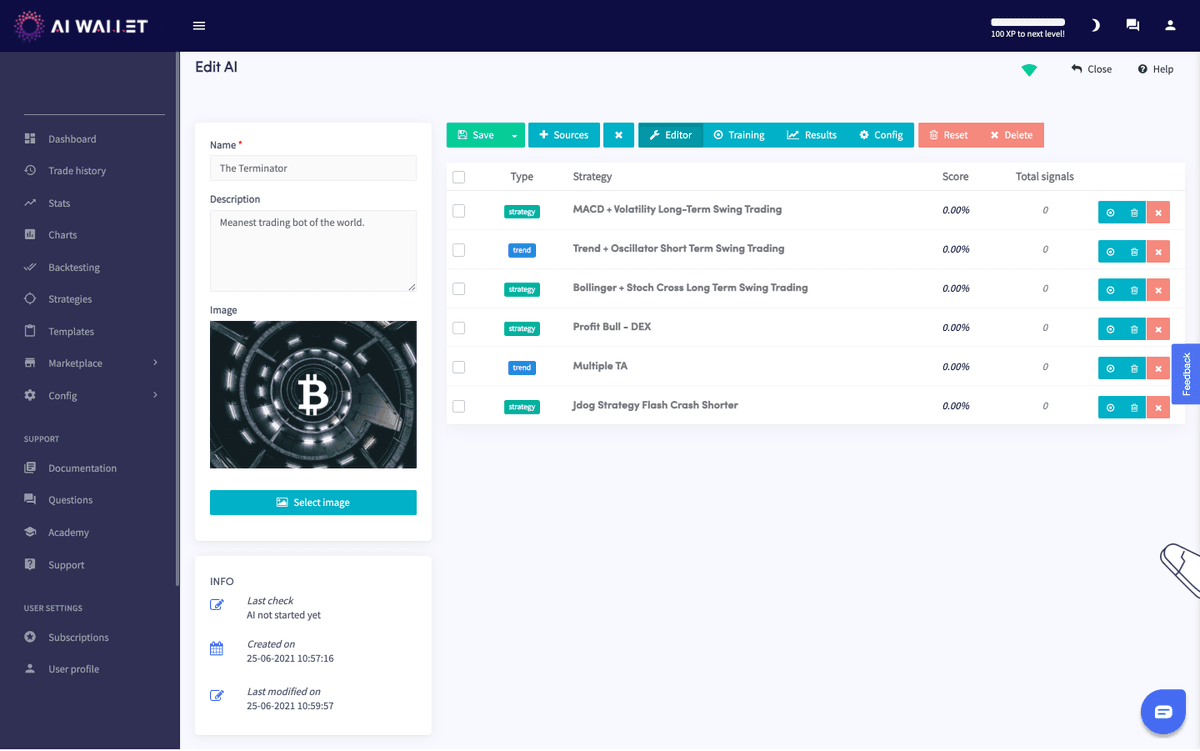 AI WALLET
100 XP to next level!
Edit AI
Close
Help
Dashboard
Trade history
Stats
Charts
Backtesting
Strategies
Templates
Marketplace
Config
SUPPORT
Documentation
Questions
Academy
Support
USER SETTINGS
Subscriptions
User profile
Name *
The Terminator
Description
Meanest trading bot of the world.
Image
Select image
INFO
Last check
AI not started yet
Created on
25-06-2021 10:57:16
Last modified on
25-06-2021 10:59:57
Save
Sources
Editor
Training
Results
Config
Reset
Delete
Type Strategy Score Total signals
strategy MACD + Volatility Long-Term Swing Trading 0.00% 0
trend Trend + Oscillator Short Term Swing Trading 0.00% 0
strategy Bollinger + Stoch Cross Long Term Swing Trading 0.00% 0
strategy Profit Bull - DEX 0.00% 0
trend Multiple TA 0.00% 0
strategy Jdog Strategy Flash Crash Shorter 0.00% 0
Feedback